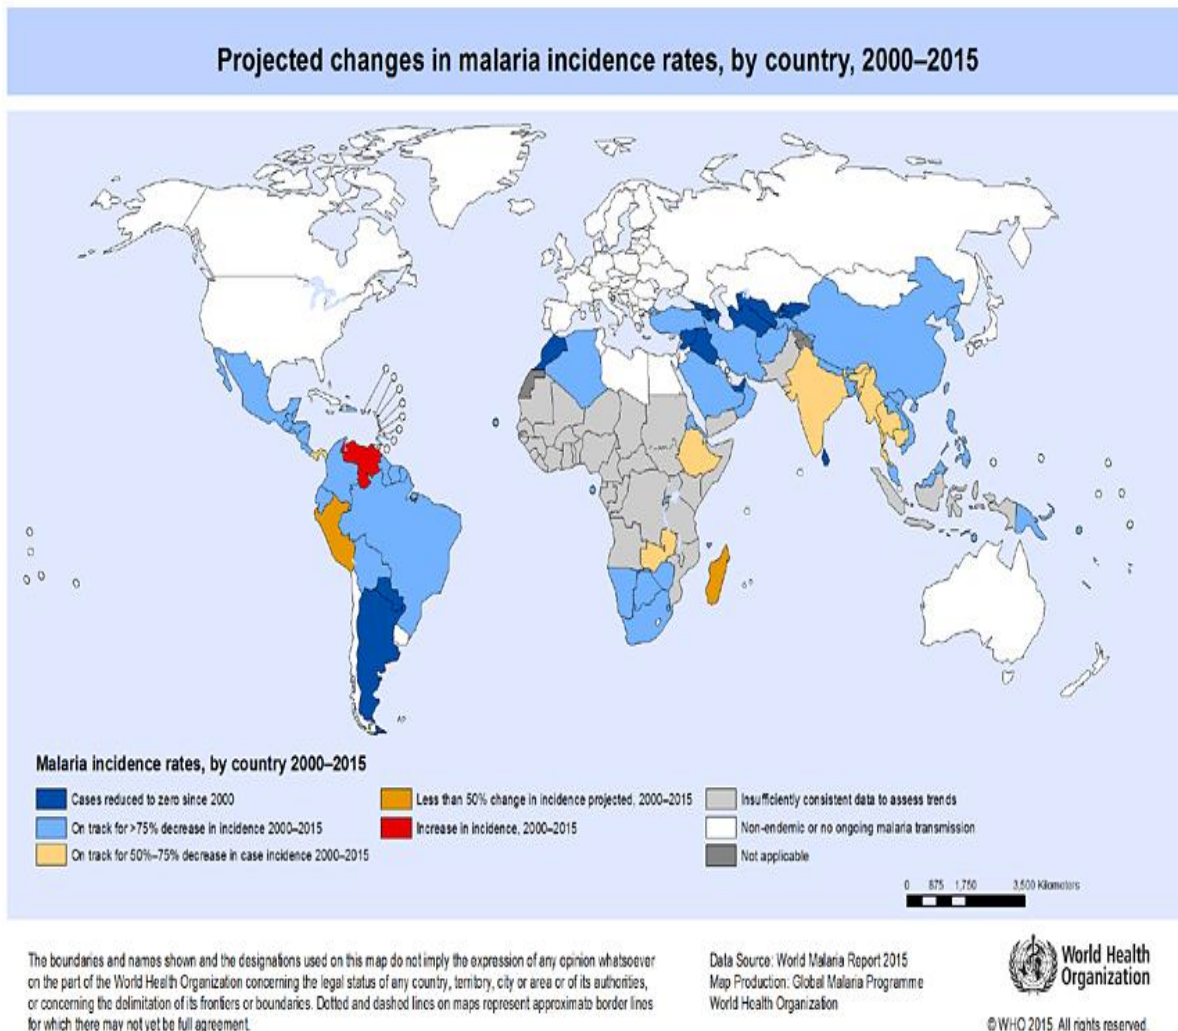 Projected changes in malaria incidence rates, by country, 2000–2015
Malaria incidence rates, by country 2000–2015
Cases reduced to zero since 2000
On track for >75% decrease in incidence 2000–2015
On track for 50%–75% decrease in case incidence 2000–2015
Less than 50% change in incidence projected, 2000–2015
Increase in incidence, 2000–2015
Insufficiently consistent data to assess trends
Non-endemic or no ongoing malaria transmission
Not applicable
0 875 1,750 3,500 Kilometers
The boundaries and names shown and the designations used on this map do not imply the expression of any opinion whatsoever
on the part of the World Health Organization concerning the legal status of any country, territory, city or area or of its authorities,
or concerning the delimitation of its frontiers or boundaries. Dotted and dashed lines on maps represent approximate border lines
for which there may not yet be full agreement.
Data Source: World Malaria Report 2015
Map Production: Global Malaria Programme
World Health Organization
World Health
Organization
© WHO 2015. All rights reserved.